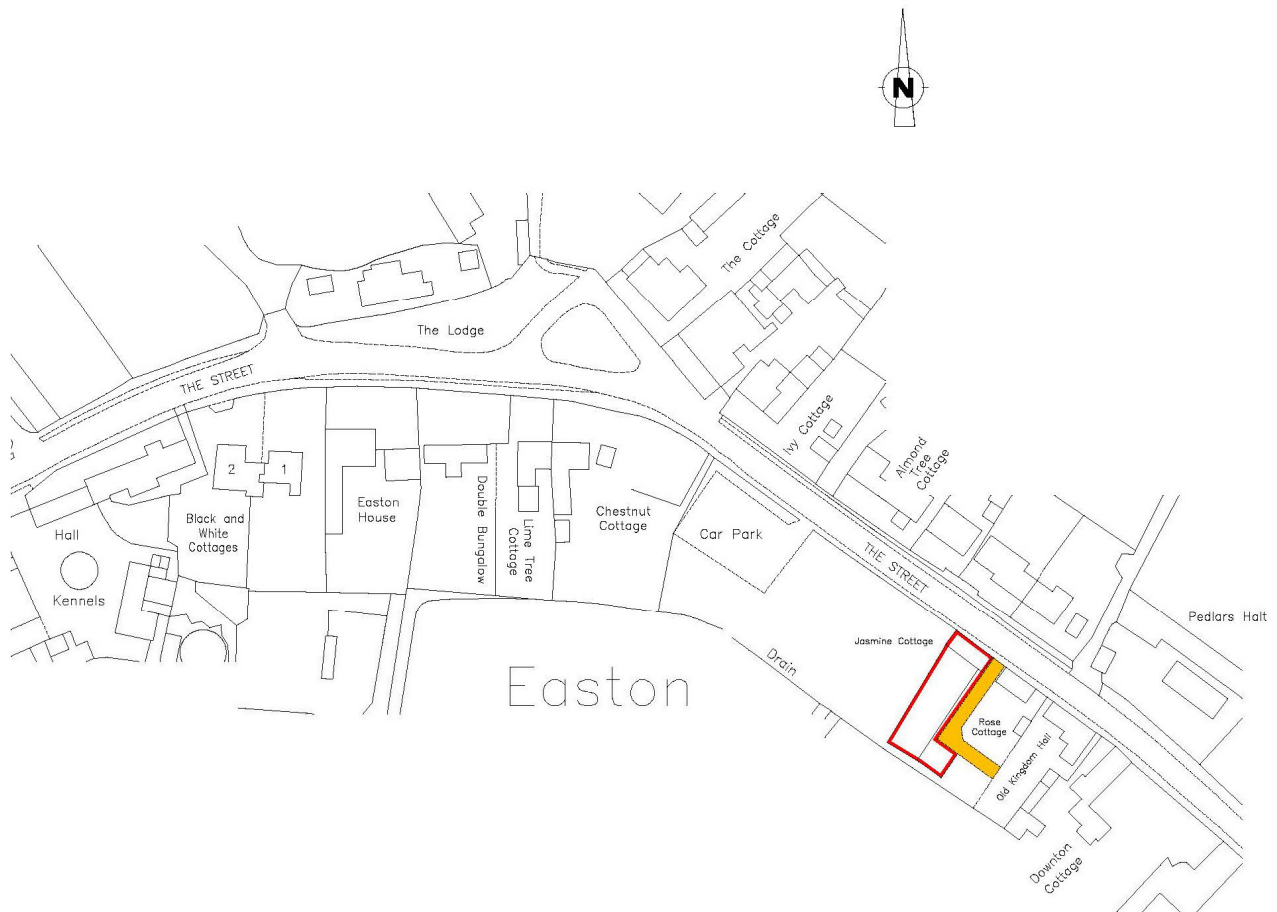 N
The Cottage
The Lodge
THE STREET
Ivy Cottage
Almond
Tree
Cottage
2
1
Easton
House
Double Bungalow
Lime Tree
Cottage
Chestnut
Cottage
Car Park
THE STREET
Hall
Black and
White
Cottages
Kennels
Pedlars Halt
Jasmine Cottage
Drain
Easton
Rose
Cottage
Old Kingdom Hall
Downton
Cottage